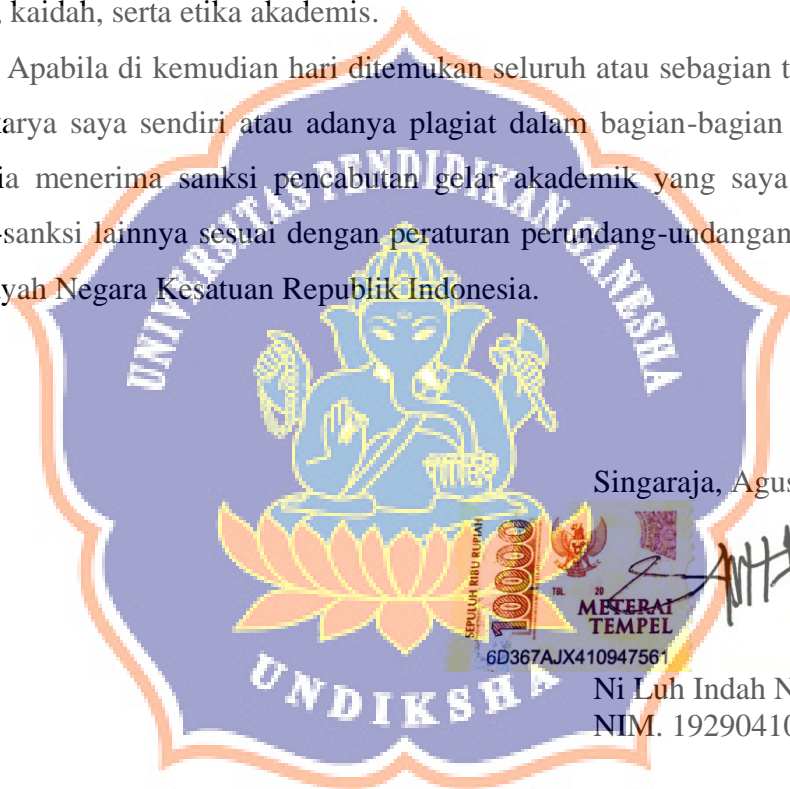 , kaidah, serta etika akademis.
Apabila di kemudian hari ditemukan seluruh atau sebagian t
karya saya sendiri atau adanya plagiat dalam bagian-bagian
ia menerima sanksi pencabutan gelar akademik yang saya
-sanksi lainnya sesuai dengan peraturan perundang-undangan
yah Negara Kesatuan Republik Indonesia.
UNIVERSITAS PENDIDIKAN GANESHA
Singaraja, Agus
SEPULUH RIBU RUPIAH
10000
TGL. 20
METERAI
TEMPEL
6D367AJX410947561
UNDIKSHA
Ni Luh Indah N
NIM. 19290410